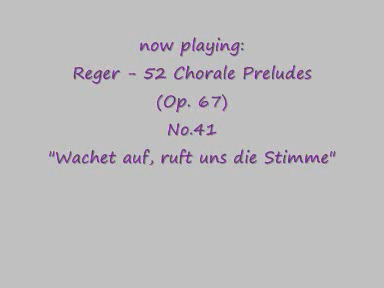 now playing:
Reger - 52 Chorale Preludes
(Op. 67)
No.41
"Wachet auf, ruft uns die Stimme"